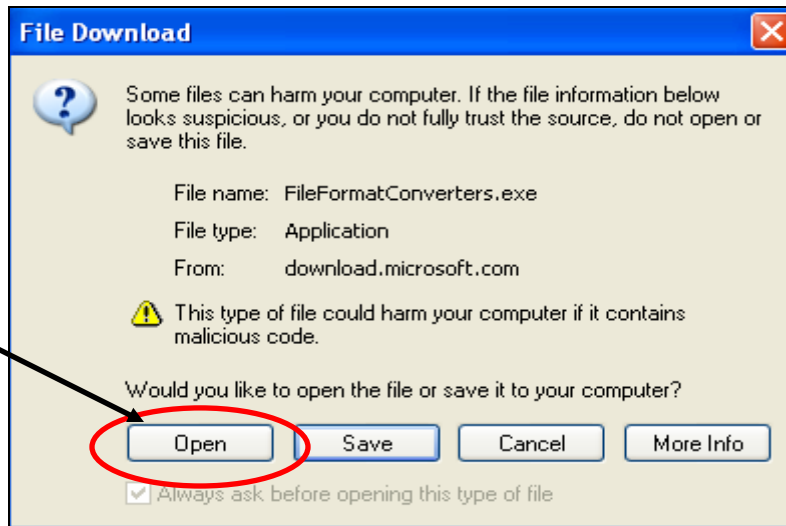 File Download
Some files can harm your computer. If the file information below
looks suspicious, or you do not fully trust the source, do not open or
save this file.
File name: FileFormatConverters.exe
File type: Application
From: download.microsoft.com
This type of file could harm your computer if it contains
malicious code.
Would you like to open the file or save it to your computer?
Open Save Cancel More Info
Always ask before opening this type of file